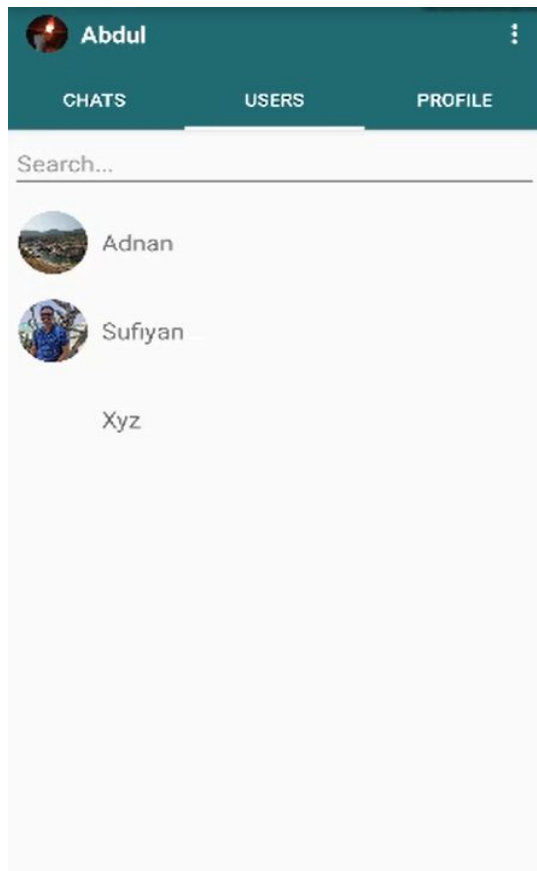 Abdul
CHATS USERS PROFILE
Search...
Adnan
Sufiyan
Xyz